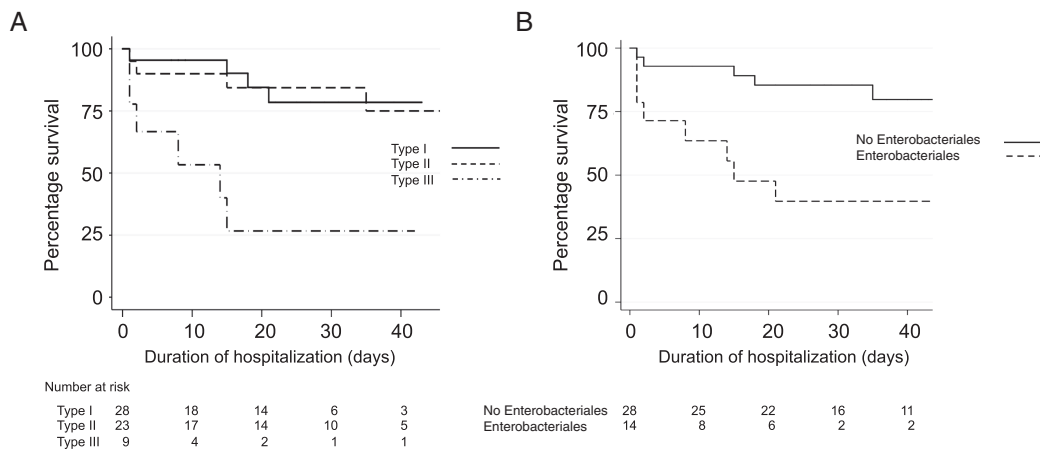 A
100
75
50
25
0
Percentage survival
Type I
Type II
Type III
0 10 20 30 40
Duration of hospitalization (days)
Number at risk
Type I 28 18 14 6 3
Type II 23 17 14 10 5
Type III 9 4 2 1 1
B
100
75
50
25
0
Percentage survival
No Enterobacteriales
Enterobacteriales
0 10 20 30 40
Duration of hospitalization (days)
No Enterobacteriales 28 25 22 16 11
Enterobacteriales 14 8 6 2 2